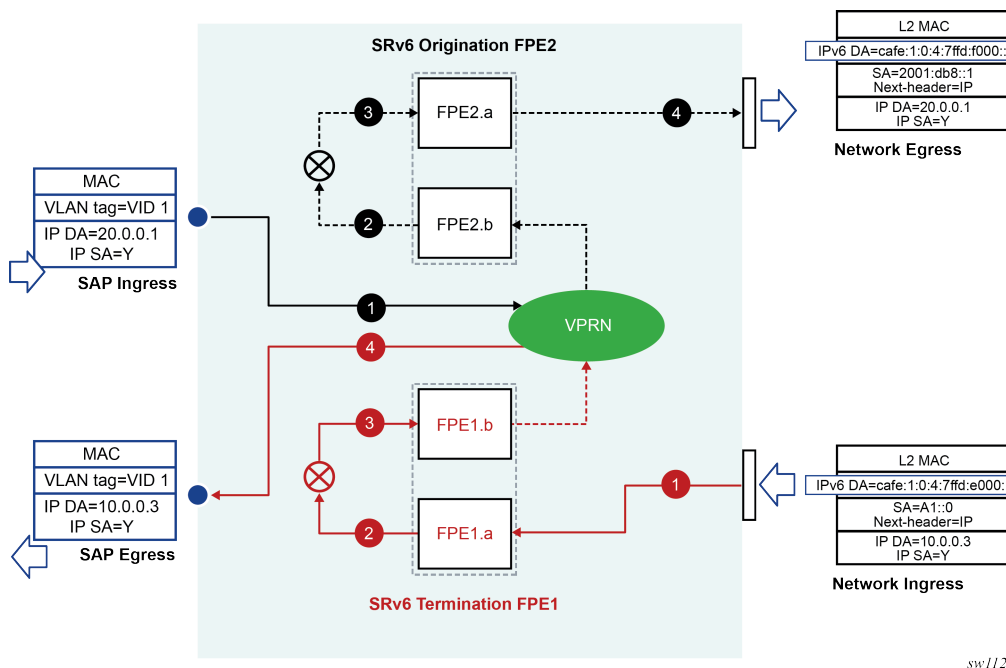 SRv6 Origination FPE2
L2 MAC
IPv6 DA=cafe:1:0:4:7ffd:f000::
SA=2001:db8::1
Next-header=IP
IP DA=20.0.0.1
IP SA=Y
Network Egress
3
FPE2.a
4
MAC
VLAN tag=VID 1
IP DA=20.0.0.1
IP SA=Y
SAP Ingress
2
FPE2.b
1
VPRN
4
3
FPE1.b
MAC
VLAN tag=VID 1
IP DA=10.0.0.3
IP SA=Y
SAP Egress
2
FPE1.a
1
L2 MAC
IPv6 DA=cafe:1:0:4:7ffd:e000:
SA=A1::0
Next-header=IP
IP DA=10.0.0.3
IP SA=Y
Network Ingress
SRv6 Termination FPE1
sw112